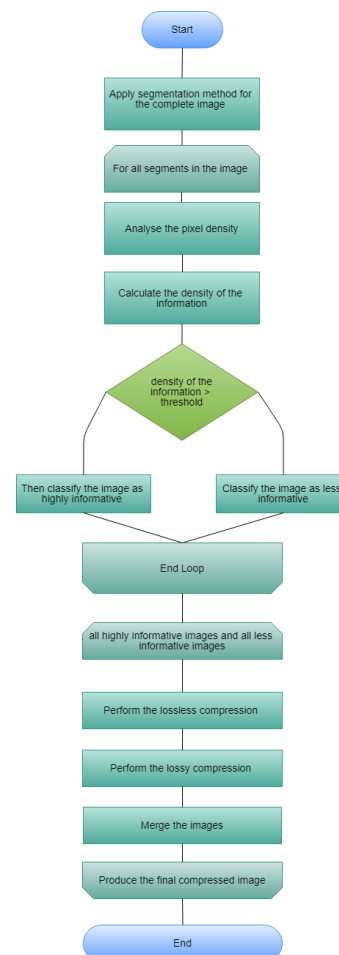 Start
Apply segmentation method for
the complete image
For all segments in the image
Analyse the pixel density
Calculate the density of the
information
density of the
information >
threshold
Then classify the image as
highly informative
Classify the image as less
informative
End Loop
all highly informative images and all less
informative images
Perform the lossless compression
Perform the lossy compression
Merge the images
Produce the final compressed image
End